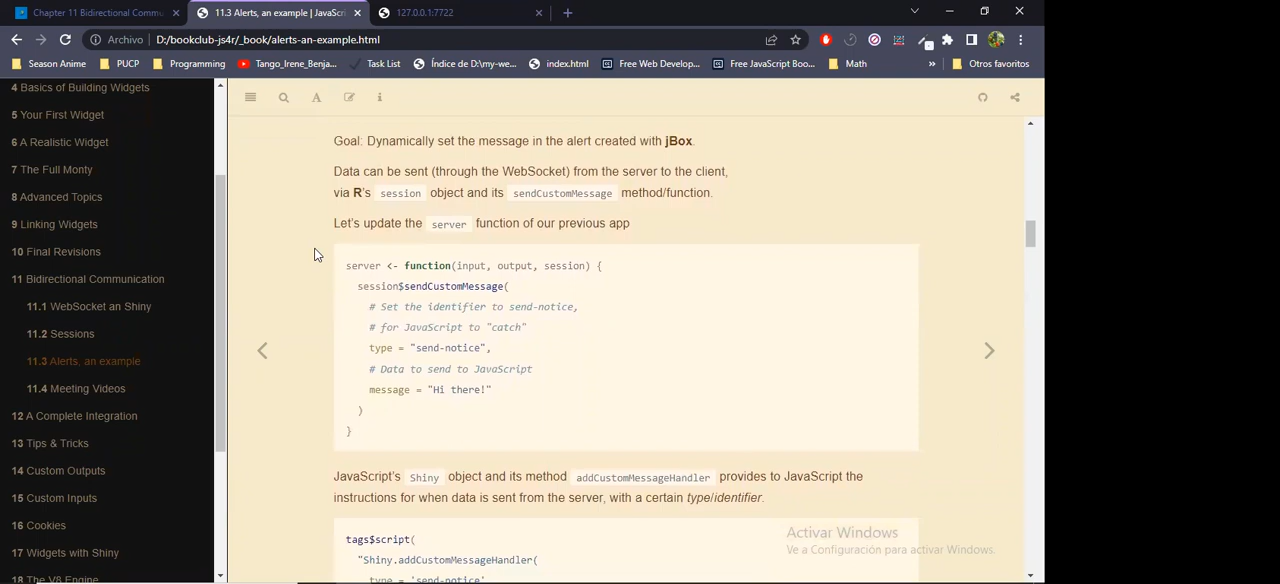 Chapter 11 Bidirectional Commu
11.3 Alerts, an example | JavaScri
127.0.0.1:7722
Archivo
D:/bookclub-js4r/_book/alerts-an-example.html
Season Anime
PUCP
Programming
Tango_Irene_Benja...
Task List
Índice de D:\my-we...
index.html
Free Web Develop...
Free JavaScript Boo...
Math
»
Otros favoritos
4 Basics of Building Widgets
5 Your First Widget
6 A Realistic Widget
7 The Full Monty
8 Advanced Topics
9 Linking Widgets
10 Final Revisions
11 Bidirectional Communication
11.1 WebSocket an Shiny
11.2 Sessions
11.3 Alerts, an example
11.4 Meeting Videos
12 A Complete Integration
13 Tips & Tricks
14 Custom Outputs
15 Custom Inputs
16 Cookies
17 Widgets with Shiny
18 The V8 Engine
Goal: Dynamically set the message in the alert created with jBox.
Data can be sent (through the WebSocket) from the server to the client,
via R's session object and its sendCustomMessage method/function.
Let's update the server function of our previous app
server <- function(input, output, session) {
session$sendCustomMessage(
# Set the identifier to send-notice,
# for JavaScript to "catch"
type = "send-notice",
# Data to send to JavaScript
message = "Hi there!"
)
}
JavaScript's Shiny object and its method addCustomMessageHandler provides to JavaScript the
instructions for when data is sent from the server, with a certain type/identifier.
tags$script(
"Shiny.addCustomMessageHandler(
type = 'send-notice'
Activar Windows
Ve a Configuración para activar Windows.